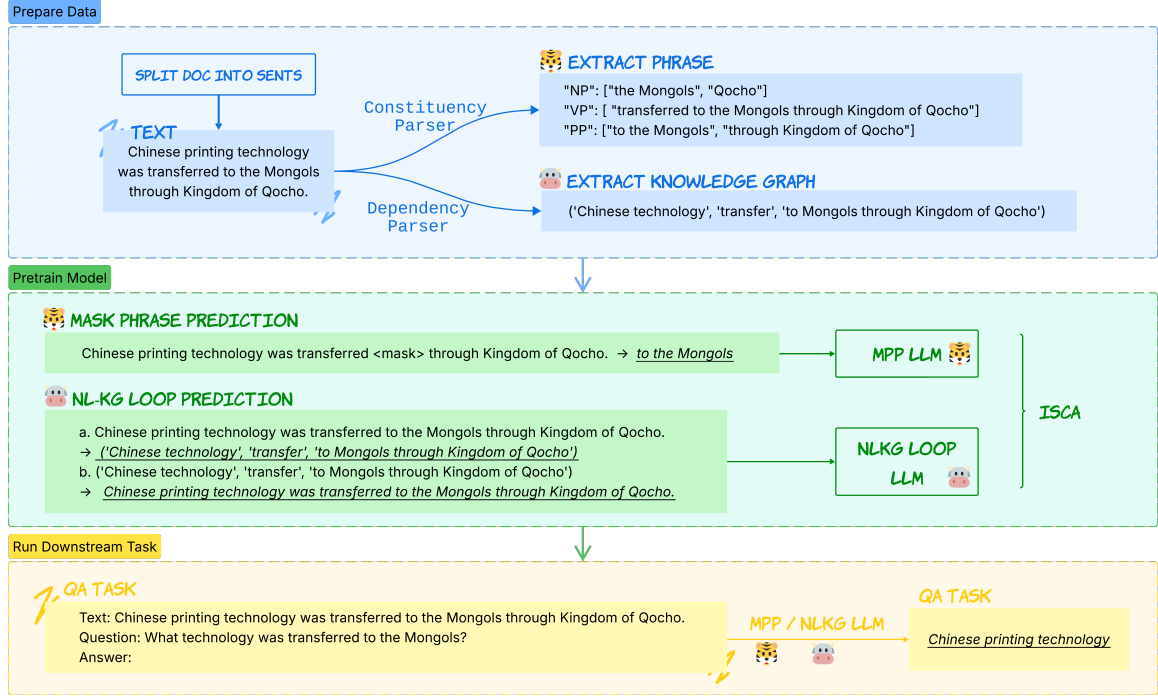 Prepare Data
SPLIT DOC INTO SENTS
TEXT
Chinese printing technology
was transferred to the Mongols
through Kingdom of Qocho.
Constituency
Parser
Dependency
Parser
EXTRACT PHRASE
"NP": ["the Mongols", "Qocho"]
"VP": [ "transferred to the Mongols through Kingdom of Qocho"]
"PP": ["to the Mongols", "through Kingdom of Qocho"]
EXTRACT KNOWLEDGE GRAPH
('Chinese technology', 'transfer', 'to Mongols through Kingdom of Qocho')
Pretrain Model
MASK PHRASE PREDICTION
Chinese printing technology was transferred <mask> through Kingdom of Qocho. → to the Mongols
MPP LLM
NL-KG LOOP PREDICTION
a. Chinese printing technology was transferred to the Mongols through Kingdom of Qocho.
→ ('Chinese technology', 'transfer', 'to Mongols through Kingdom of Qocho')
b. ('Chinese technology', 'transfer', 'to Mongols through Kingdom of Qocho')
→ Chinese printing technology was transferred to the Mongols through Kingdom of Qocho.
NLKG LOOP
LLM
ISCA
Run Downstream Task
QA TASK
Text: Chinese printing technology was transferred to the Mongols through Kingdom of Qocho.
Question: What technology was transferred to the Mongols?
Answer:
MPP / NLKG LLM
QA TASK
Chinese printing technology